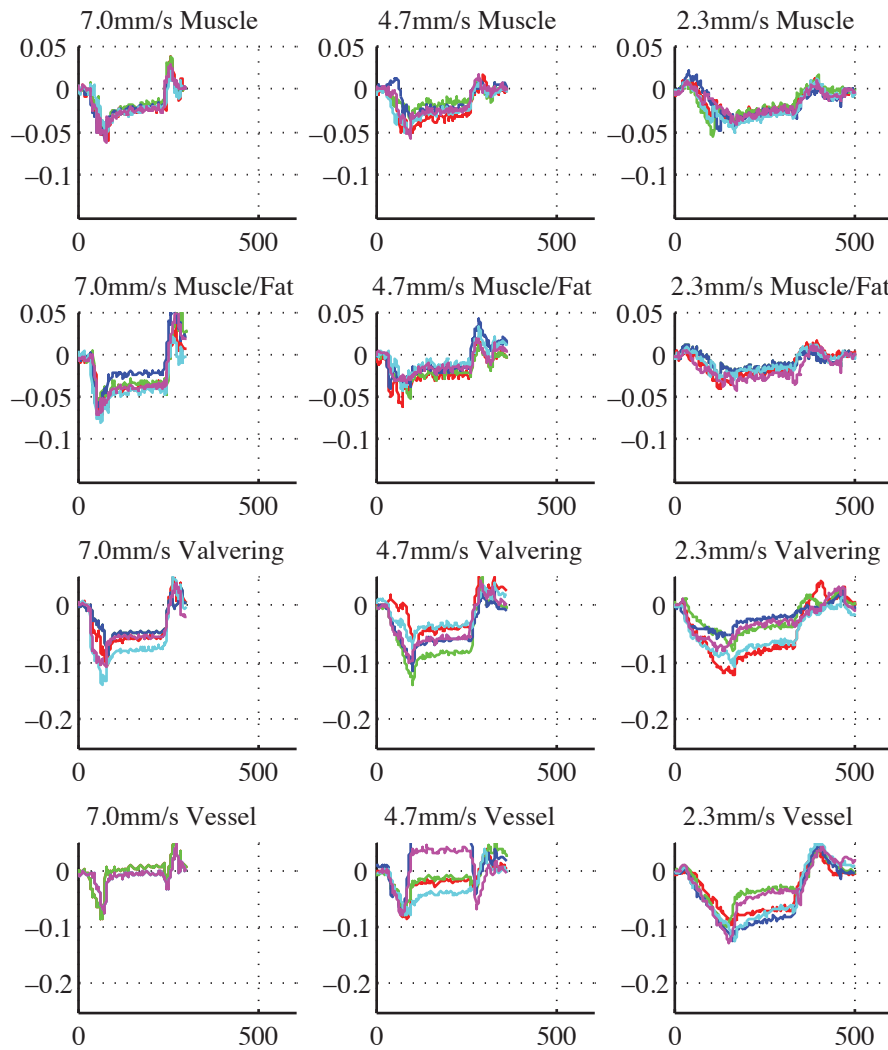 7.0mm/s Muscle 4.7mm/s Muscle 2.3mm/s Muscle
0.05 0.05 0.05
0 0 0
−0.05 −0.05 −0.05
−0.1 −0.1 −0.1
0 500 0 500 0 500
7.0mm/s Muscle/Fat 4.7mm/s Muscle/Fat 2.3mm/s Muscle/Fat
0.05 0.05 0.05
0 0 0
−0.05 −0.05 −0.05
−0.1 −0.1 −0.1
0 500 0 500 0 500
7.0mm/s Valvering 4.7mm/s Valvering 2.3mm/s Valvering
0 0 0
−0.1 −0.1 −0.1
−0.2 −0.2 −0.2
0 500 0 500 0 500
7.0mm/s Vessel 4.7mm/s Vessel 2.3mm/s Vessel
0 0 0
−0.1 −0.1 −0.1
−0.2 −0.2 −0.2
0 500 0 500 0 500